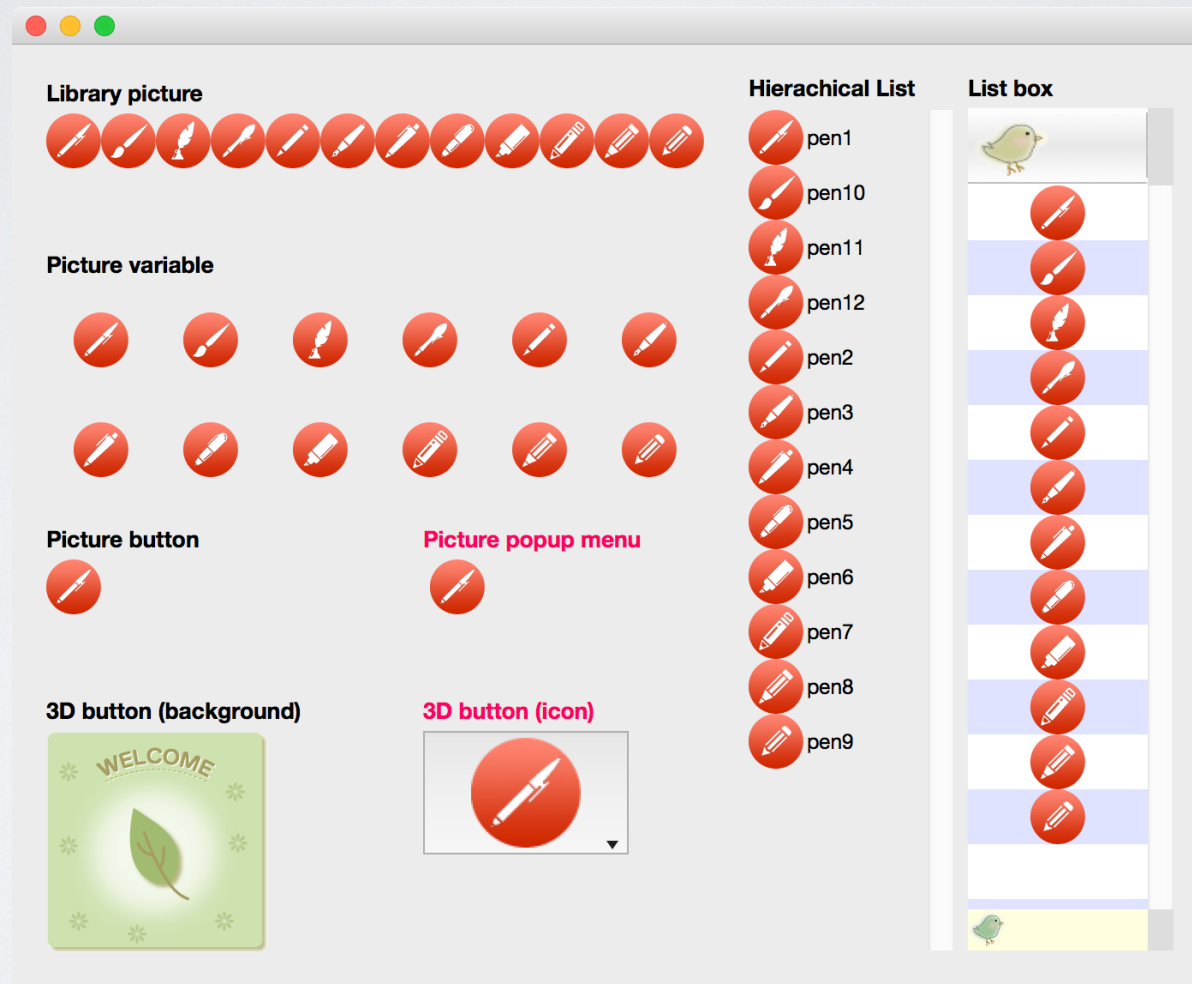 Library picture
Picture variable
Picture button
Picture popup menu
3D button (background)
WELCOME
3D button (icon)
Hierachical List
pen1
pen10
pen11
pen12
pen2
pen3
pen4
pen5
pen6
pen7
pen8
pen9
List box